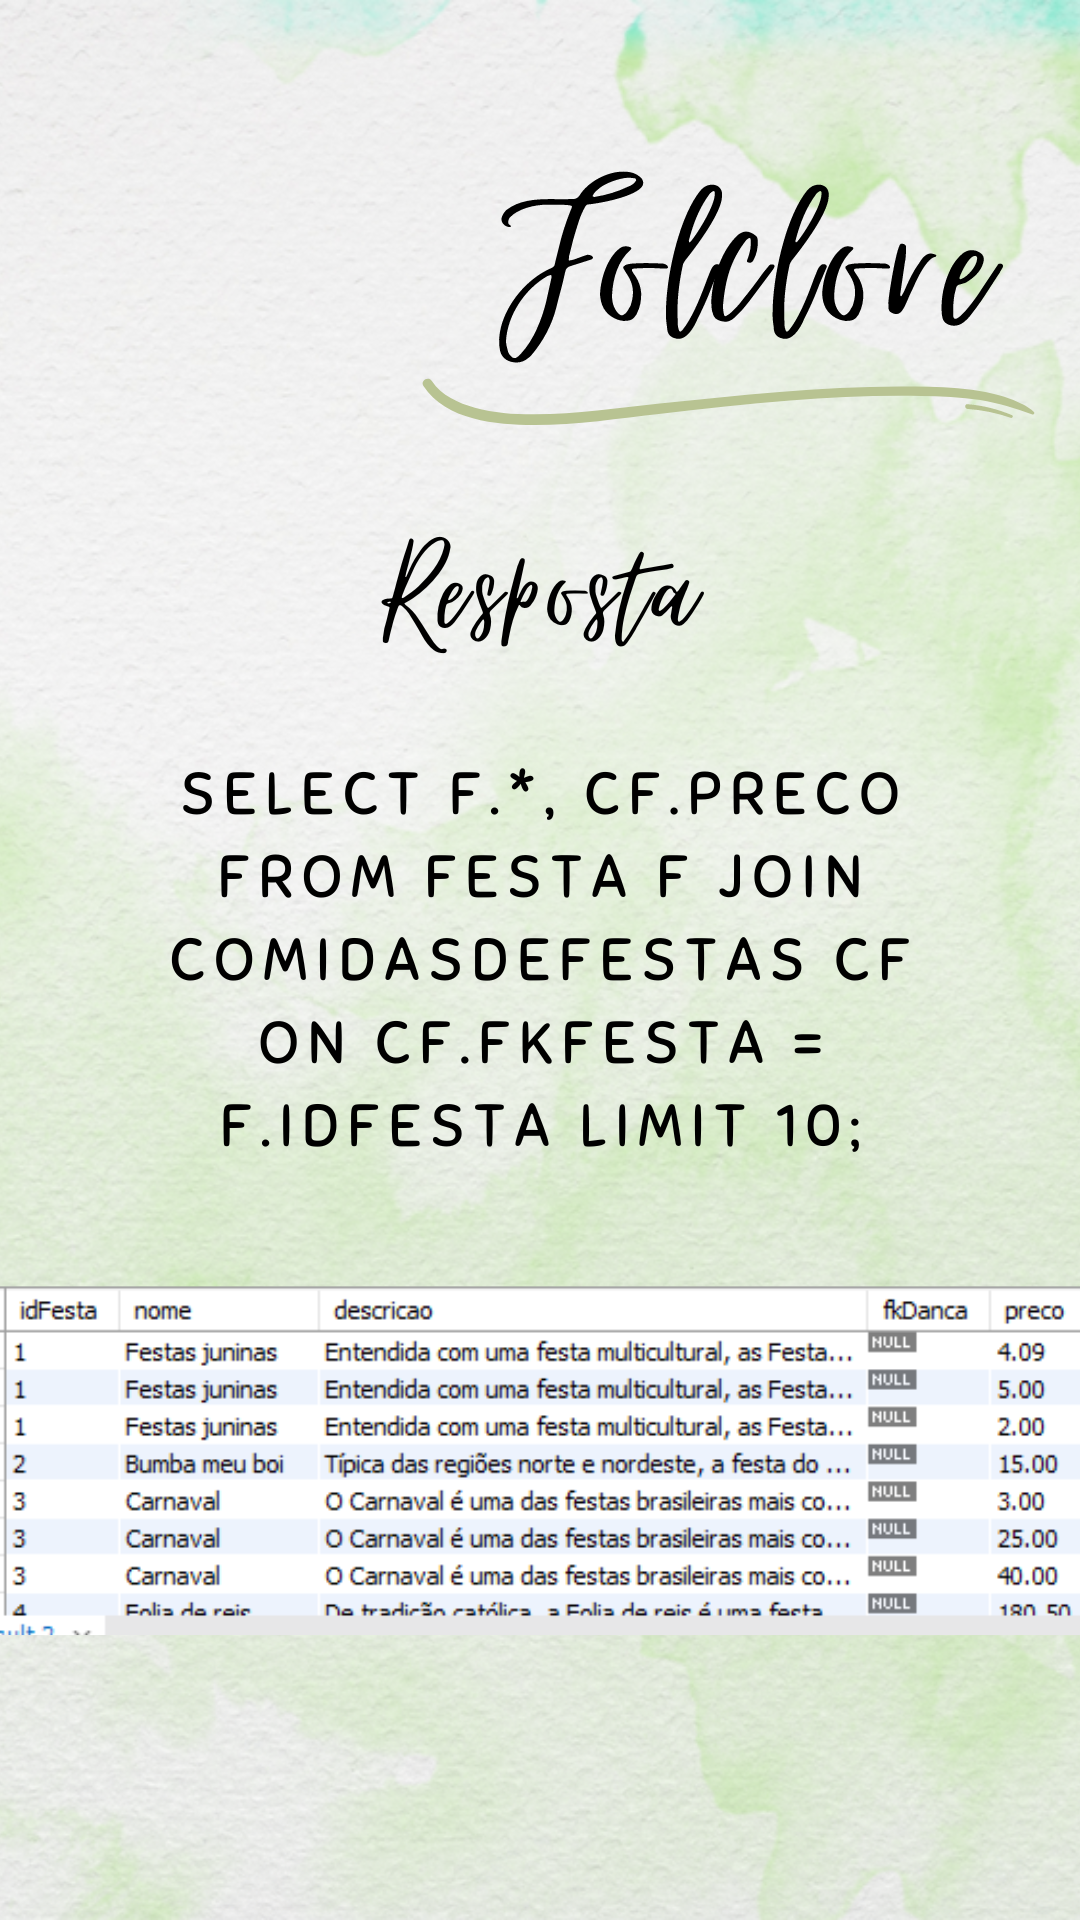 Folclore
Resposta
SELECT F.*, CF.PRECO
FROM FESTA F JOIN
COMIDASDEFESTAS CF
ON CF.FKFESTA =
F.IDFESTA LIMIT 10;
idFesta nome descricao fkDanca preco
1 Festas juninas Entendida com uma festa multicultural, as Festa... NULL 4.09
1 Festas juninas Entendida com uma festa multicultural, as Festa... NULL 5.00
1 Festas juninas Entendida com uma festa multicultural, as Festa... NULL 2.00
2 Bumba meu boi Típica das regiões norte e nordeste, a festa do ... NULL 15.00
3 Carnaval O Carnaval é uma das festas brasileiras mais co... NULL 3.00
3 Carnaval O Carnaval é uma das festas brasileiras mais co... NULL 25.00
3 Carnaval O Carnaval é uma das festas brasileiras mais co... NULL 40.00
4 Folia de reis De tradição católica, a Folia de reis é uma festa NULL 180.50